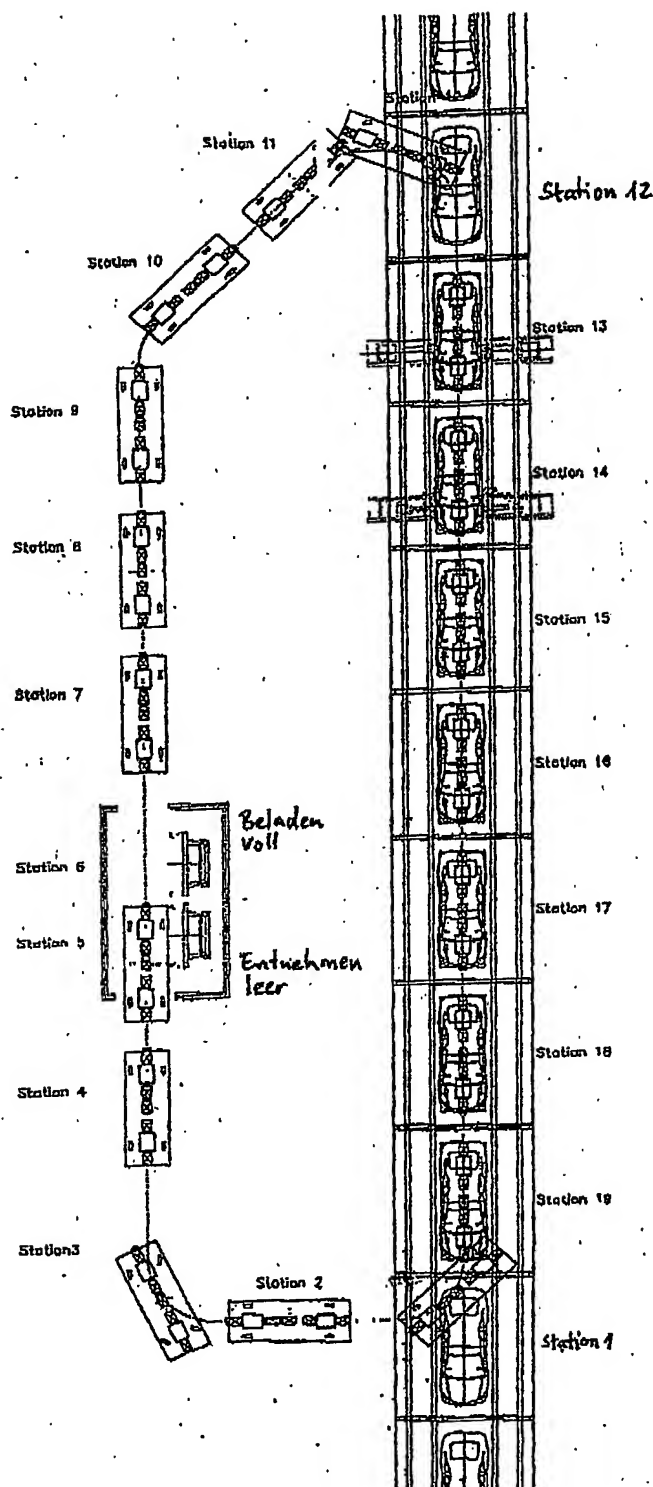 Station 11
Station 12
Station 10
Station 13
Station 9
Station 14
Station 8
Station 15
Station 7
Station 16
Beladen
voll
Station 6
Station 17
Station 5
Entnehmen
leer
Station 18
Station 4
Station 19
Station3
Station 2
Station 1